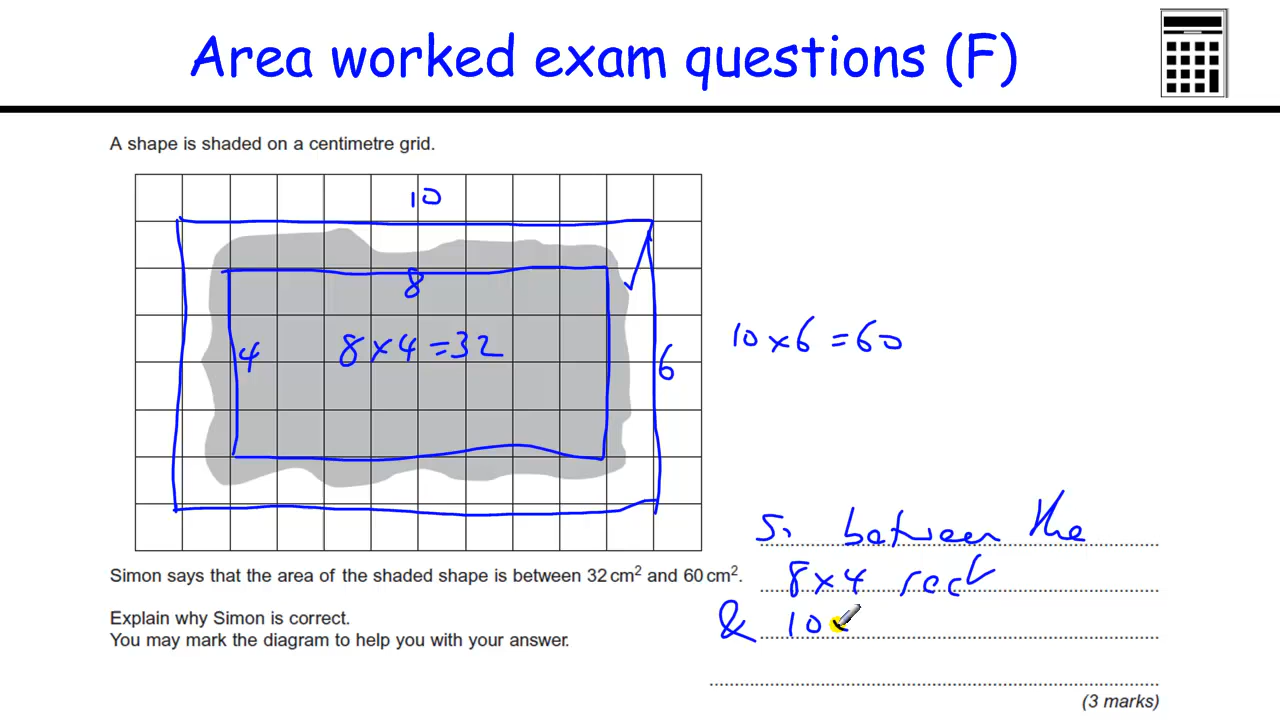 Area worked exam questions (F)
A shape is shaded on a centimetre grid.
10
8
4
8 × 4 = 32
6
10 × 6 = 60
S. between the
8 × 4 rect
& 10 ×
Simon says that the area of the shaded shape is between 32 cm² and 60 cm².
Explain why Simon is correct.
You may mark the diagram to help you with your answer.
(3 marks)